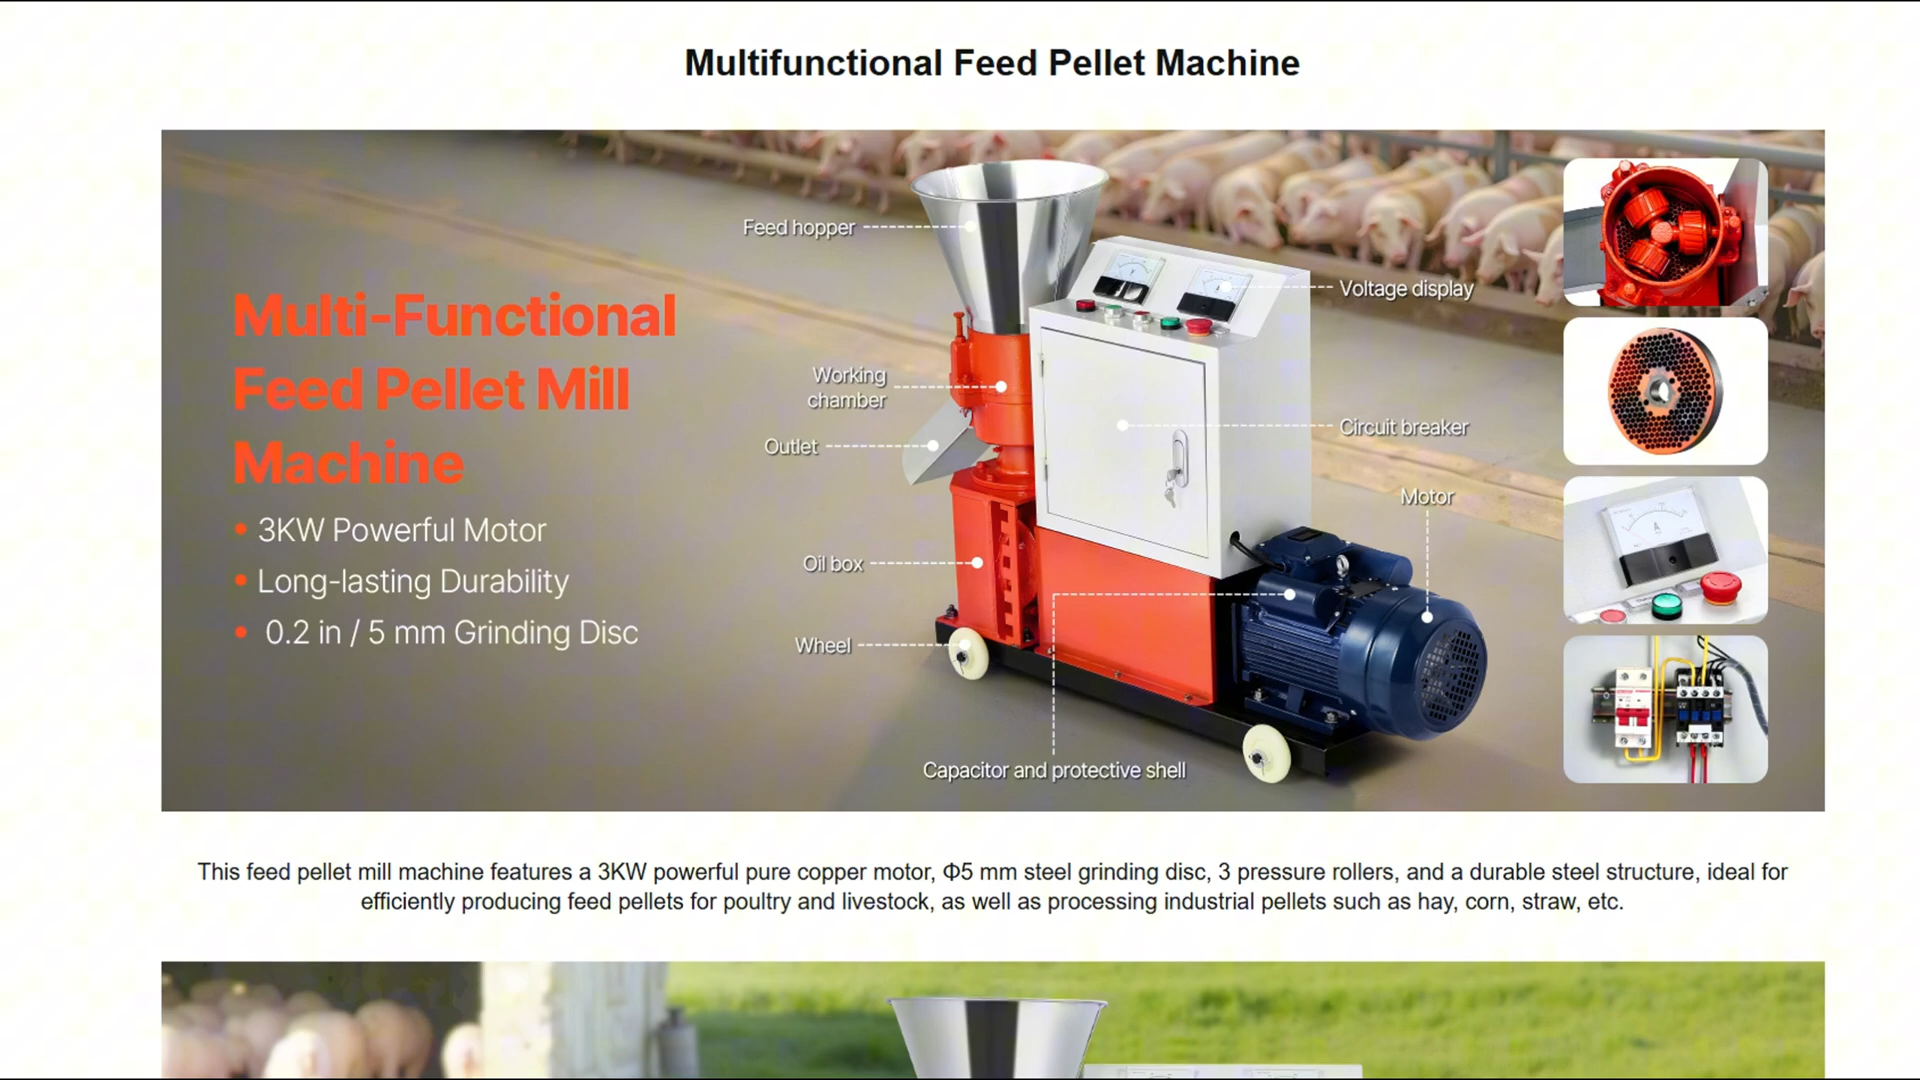 Multifunctional Feed Pellet Machine
Feed hopper
Voltage display
Multi-Functional
Feed Pellet Mill
Machine
Working
chamber
Outlet
Circuit breaker
Motor
• 3KW Powerful Motor
• Long-lasting Durability
• 0.2 in / 5 mm Grinding Disc
Oil box
Wheel
Capacitor and protective shell
A
This feed pellet mill machine features a 3KW powerful pure copper motor, Φ5 mm steel grinding disc, 3 pressure rollers, and a durable steel structure, ideal for
efficiently producing feed pellets for poultry and livestock, as well as processing industrial pellets such as hay, corn, straw, etc.